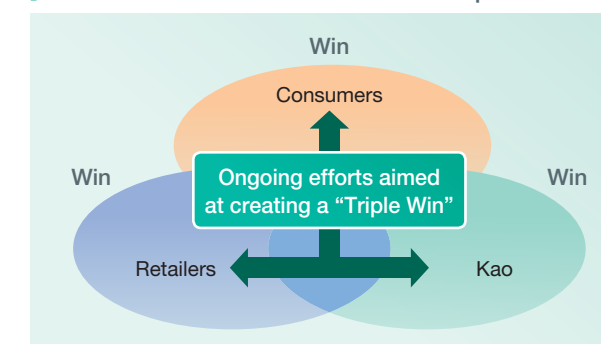 Win
Consumers
Win
Ongoing efforts aimed
at creating a “Triple Win”
Win
Retailers
Kao